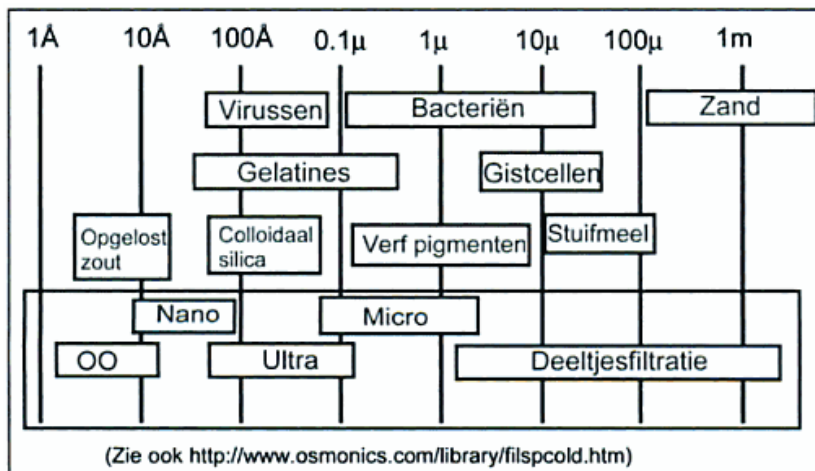 1Å 10Å 100Å 0.1µ 1µ 10µ 100µ 1m
Virussen Bacteriën Zand
Gelatines Gistcellen
Opgelost zout Colloidaal silica Verf pigmenten Stuifmeel
Nano Micro
OO Ultra Deeltjesfiltratie
(Zie ook http://www.osmonics.com/library/filspcold.htm)